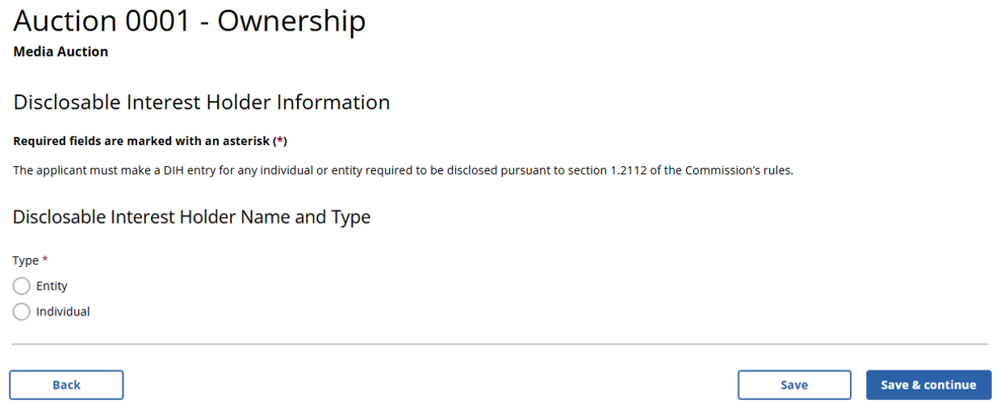 Auction 0001 - Ownership
Media Auction
Disclosable Interest Holder Information
Required fields are marked with an asterisk (*)
The applicant must make a DIH entry for any individual or entity required to be disclosed pursuant to section 1.2112 of the Commission’s rules.
Disclosable Interest Holder Name and Type
Type *
Entity
Individual
Back
Save
Save & continue